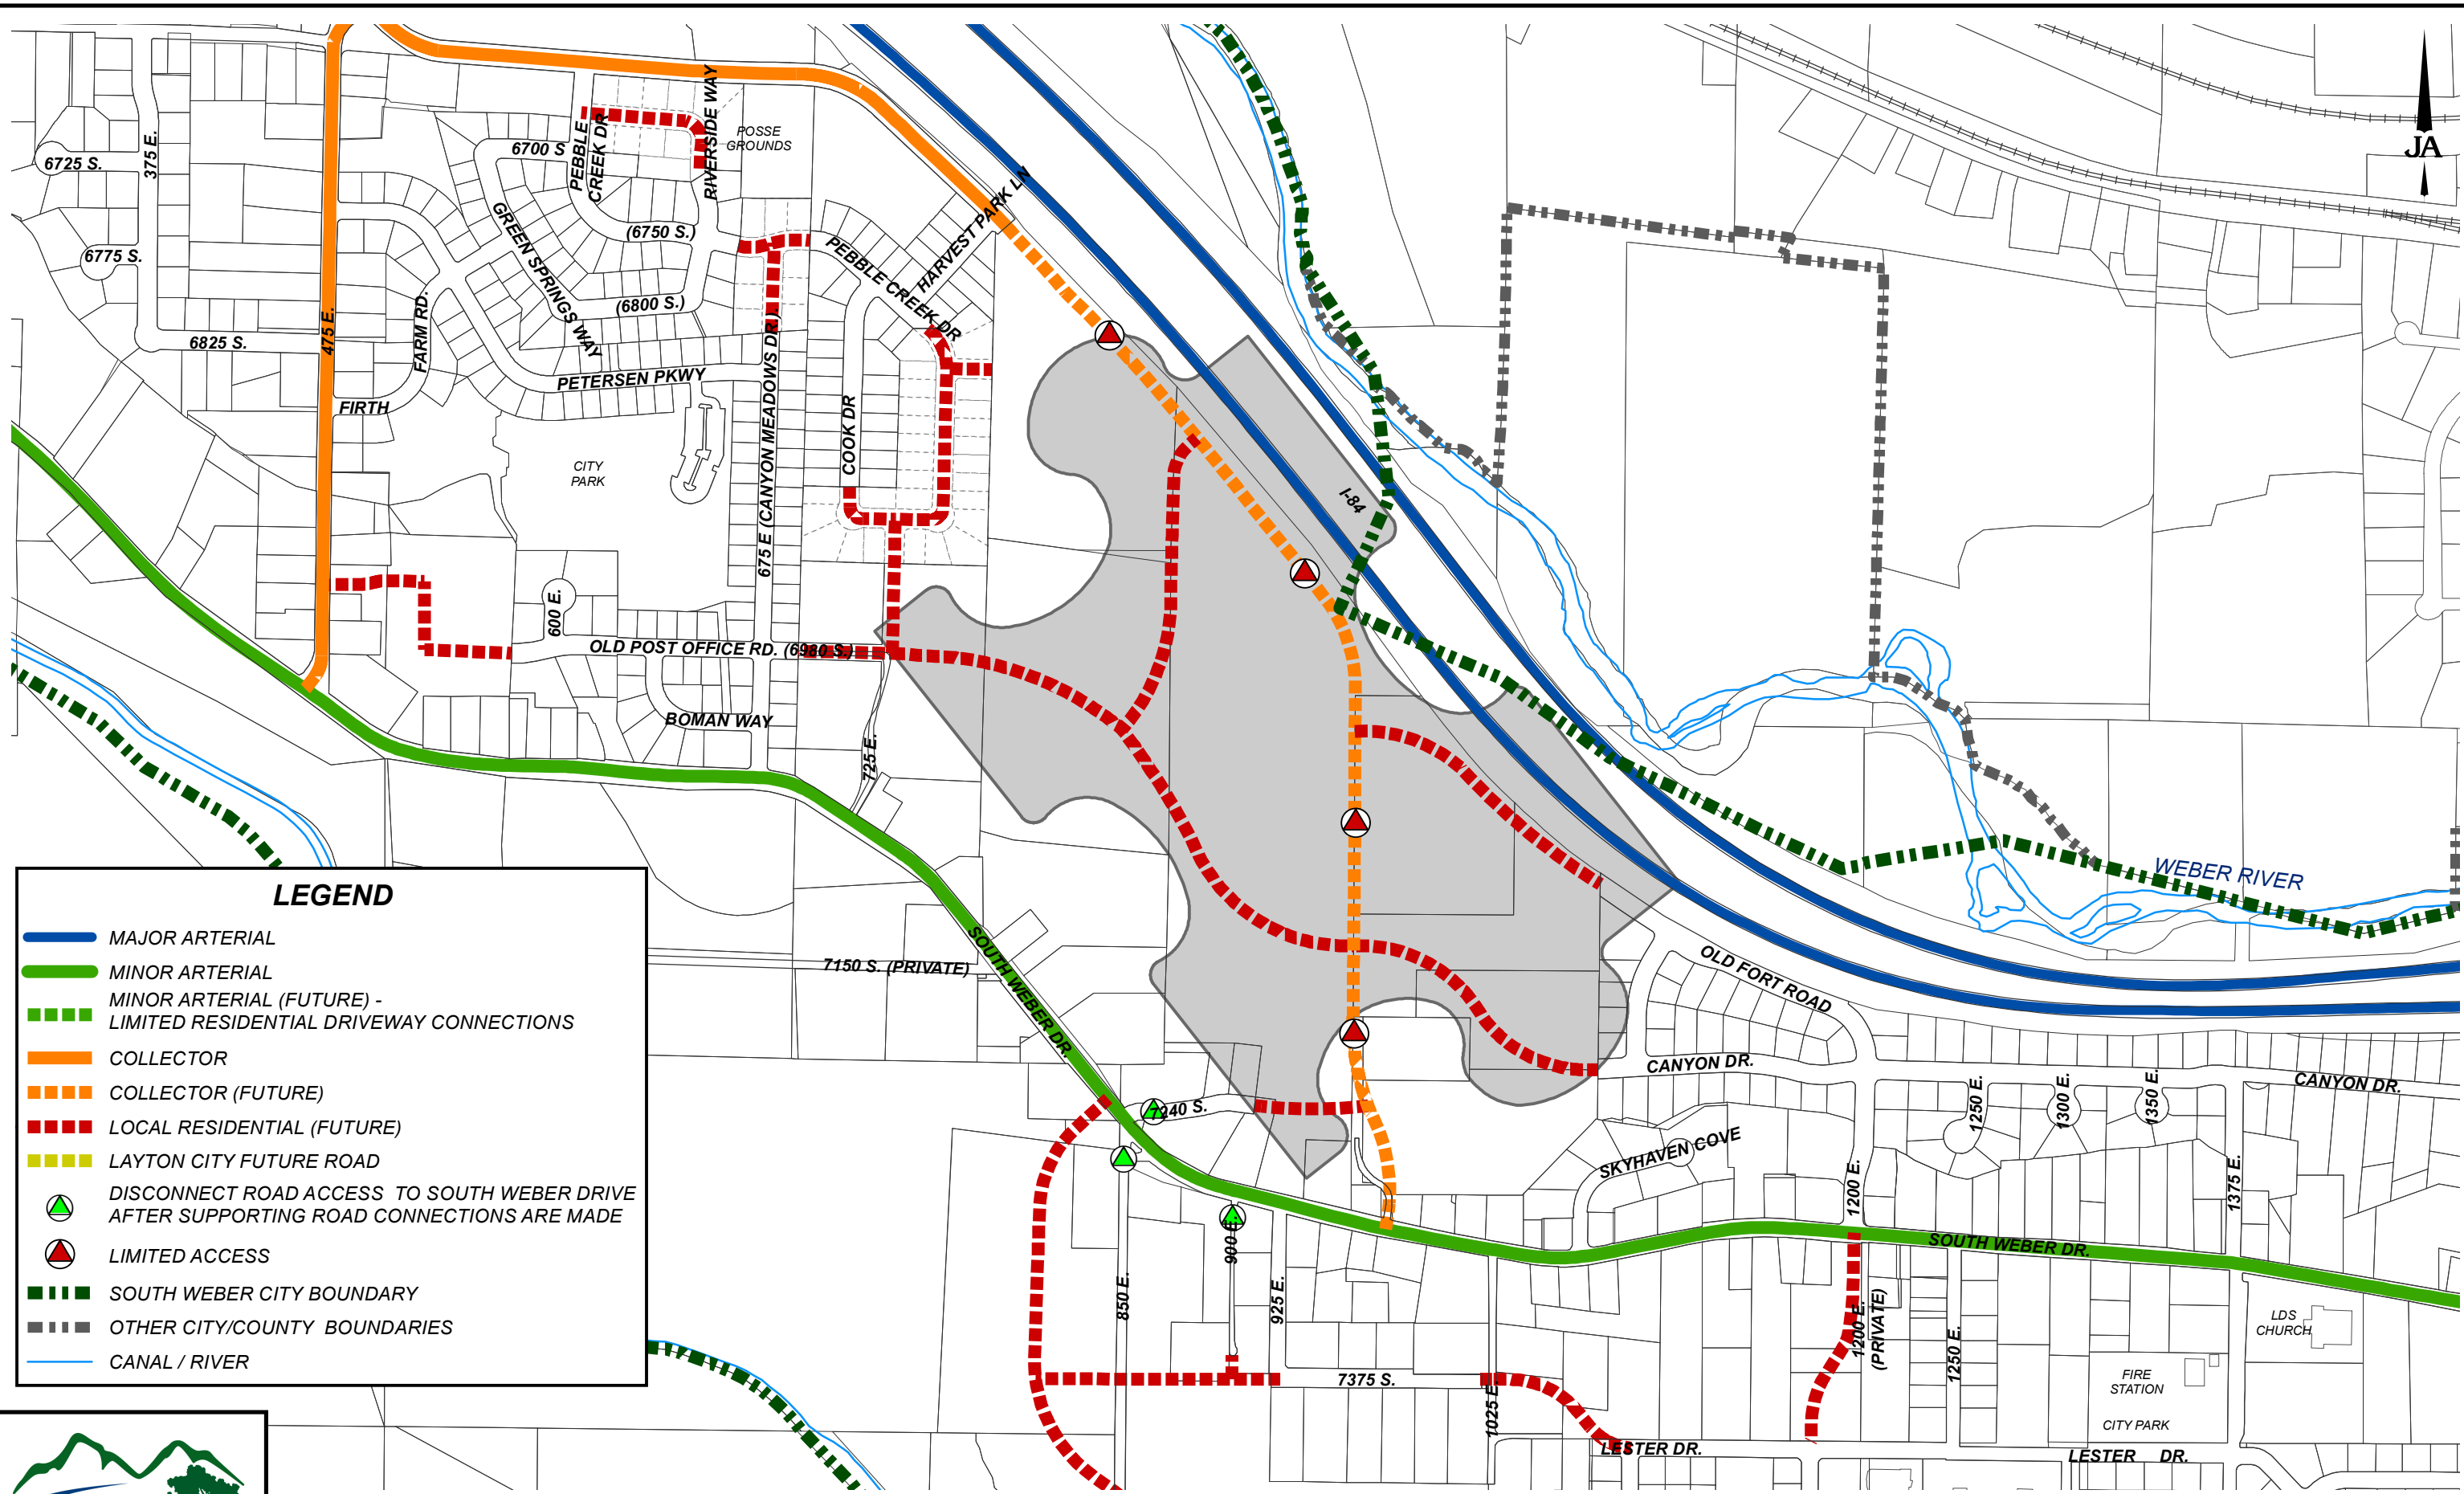 JA
POSSE
GROUNDS
RIVERSIDE WAY
PEBBLE
CREEK DR
6700 S
6725 S.
375 E.
(6750 S.)
GREEN SPRINGS WAY
HARVEST PARK LN
PEBBLE CREEK DR
6775 S.
(6800 S.)
FARM RD.
475 E.
6825 S.
PETERSEN PKWY
FIRTH
COOK DR
675 E (CANYON MEADOWS DR)
CITY
PARK
I-84
600 E.
OLD POST OFFICE RD. (6980 S.)
BOMAN WAY
725 E.
WEBER RIVER
SOUTH WEBER DR.
7150 S. (PRIVATE)
OLD FORT ROAD
CANYON DR.
CANYON DR.
7240 S.
1250 E.
1300 E.
1350 E.
SKYHAVEN COVE
1200 E.
1375 E.
SOUTH WEBER DR.
900 E.
850 E.
925 E.
1200 E.
(PRIVATE)
1250 E.
LDS
CHURCH
7375 S.
1025 E.
FIRE
STATION
CITY PARK
LESTER DR.
LESTER DR.
LEGEND
MAJOR ARTERIAL
MINOR ARTERIAL
MINOR ARTERIAL (FUTURE) -
LIMITED RESIDENTIAL DRIVEWAY CONNECTIONS
COLLECTOR
COLLECTOR (FUTURE)
LOCAL RESIDENTIAL (FUTURE)
LAYTON CITY FUTURE ROAD
DISCONNECT ROAD ACCESS TO SOUTH WEBER DRIVE
AFTER SUPPORTING ROAD CONNECTIONS ARE MADE
LIMITED ACCESS
SOUTH WEBER CITY BOUNDARY
OTHER CITY/COUNTY BOUNDARIES
CANAL / RIVER